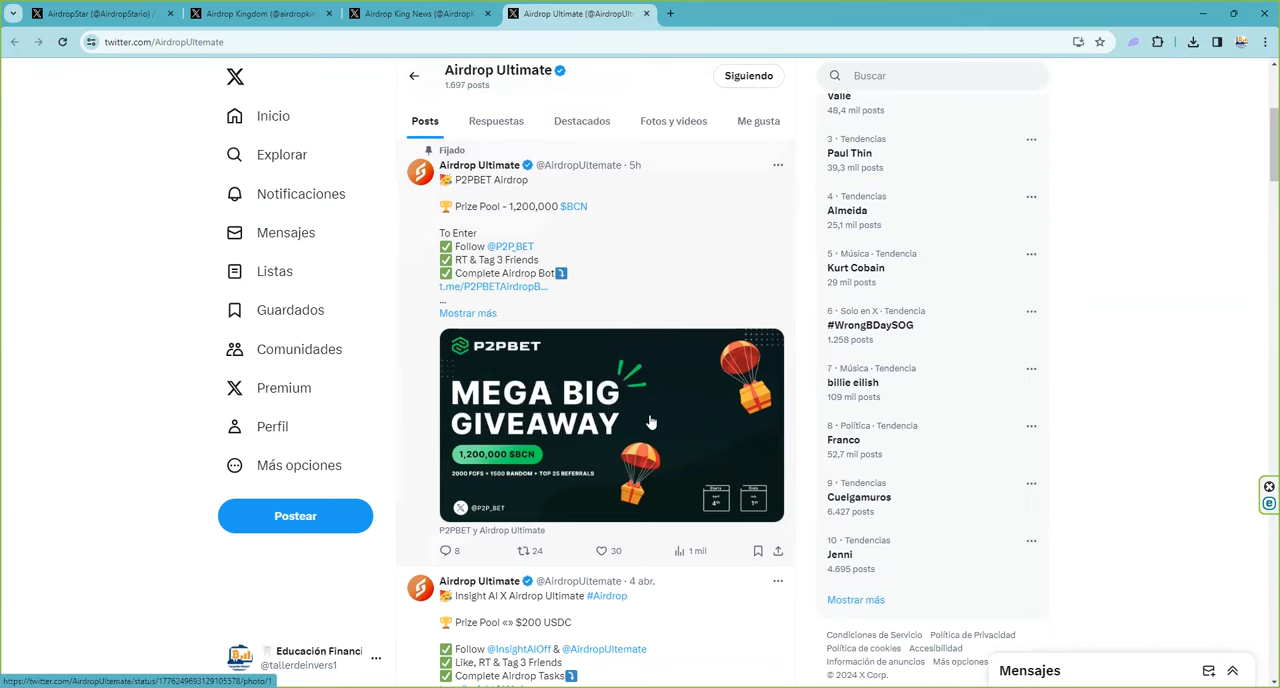 AirdropStar (@AirdropStario) /
Airdrop Kingdom (@airdropkin
Airdrop King News (@AirdropK
Airdrop Ultimate (@AirdropUlte
twitter.com/AirdropUltemate
Airdrop Ultimate
1.697 posts
Siguiendo
Buscar
Posts
Respuestas
Destacados
Fotos y videos
Me gusta
Inicio
Explorar
Notificaciones
Mensajes
Listas
Guardados
Comunidades
Premium
Perfil
Más opciones
Postear
Educación Financi
@tallerdeinvers1
Fijado
Airdrop Ultimate @AirdropUltemate · 5h
P2PBET Airdrop
Prize Pool - 1,200,000 $BCN
To Enter
Follow @P2P_BET
RT & Tag 3 Friends
Complete Airdrop Bot
t.me/P2PBETAirdropB...
...
Mostrar más
P2PBET
MEGA BIG
GIVEAWAY
1,200,000 $BCN
2000 FCFS + 1500 RANDOM + TOP 25 REFERRALS
@P2P_BET
P2PBET y Airdrop Ultimate
8
24
30
1 mil
Airdrop Ultimate @AirdropUltemate · 4 abr.
Insight AI X Airdrop Ultimate #Airdrop
Prize Pool «» $200 USDC
Follow @InsightAIOff & @AirdropUltemate
Like, RT & Tag 3 Friends
Complete Airdrop Tasks
Valle
48,4 mil posts
3 · Tendencias
Paul Thin
39,3 mil posts
4 · Tendencias
Almeida
25,1 mil posts
5 · Música · Tendencia
Kurt Cobain
29 mil posts
6 · Solo en X · Tendencia
#WrongBDaySOG
1.258 posts
7 · Música · Tendencia
billie eilish
109 mil posts
8 · Política · Tendencia
Franco
52,7 mil posts
9 · Tendencias
Cuelgamuros
6.427 posts
10 · Tendencias
Jenni
4.695 posts
Mostrar más
Condiciones de Servicio Política de Privacidad
Política de cookies Accesibilidad
Información de anuncios Más opciones
© 2024 X Corp.
Mensajes
https://twitter.com/AirdropUltemate/status/1776249693129105578/photo/1